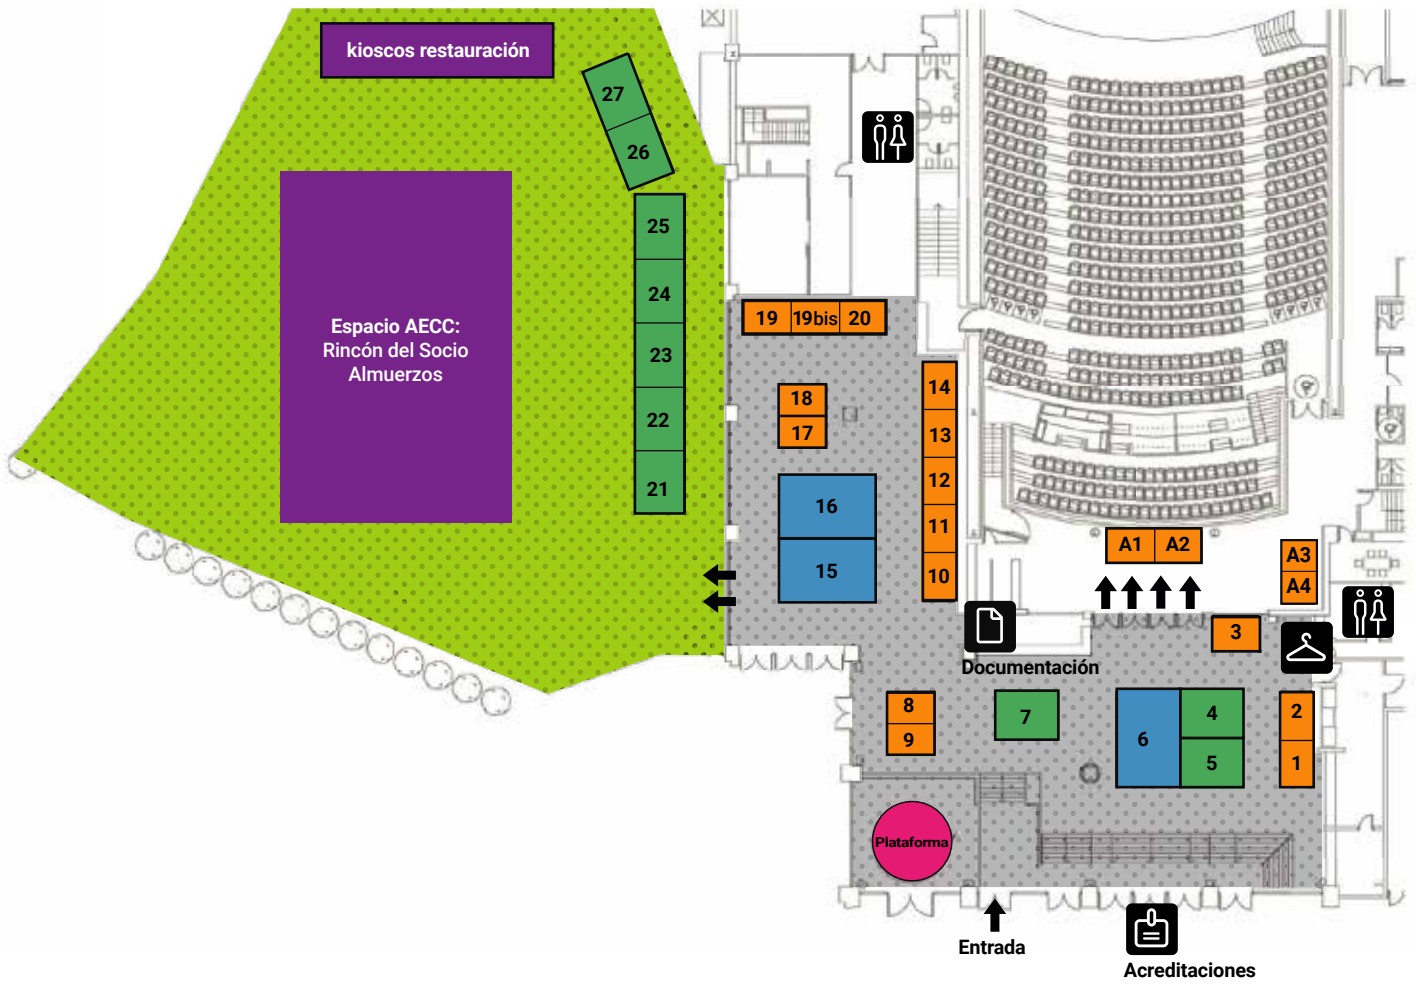 kioscos restauración
27
26
25
24
23
22
21
Espacio AECC:
Rincón del Socio
Almuerzos
19 19bis 20
18
17
16
15
14
13
12
11
10
A1 A2
A3
A4
3
Documentación
8
9
7
6
4
5
2
1
Plataforma
Entrada
Acreditaciones